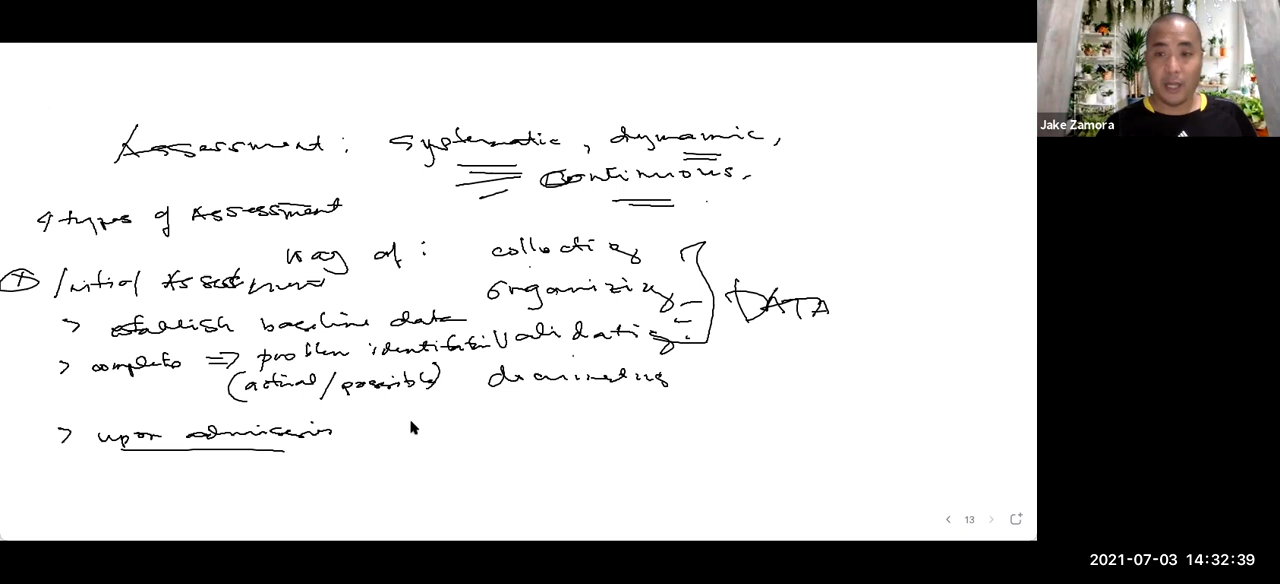 Assessment: systematic, dynamic,
continuous.
4 types of Assessment
way of: collecting
organizing
validating
documenting
DATA
① Initial Assessment
> establish baseline data
> complete => problem identification
(actual/possible)
> upon admission
Jake Zamora
< 13 >
2021-07-03 14:32:39